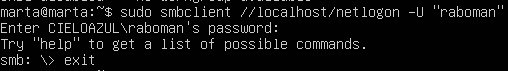 marta@marta:~$ sudo smbclient //localhost/netlogon -U "raboman"
Enter CIELOAZUL\raboman's password:
Try "help" to get a list of possible commands.
smb: \> exit